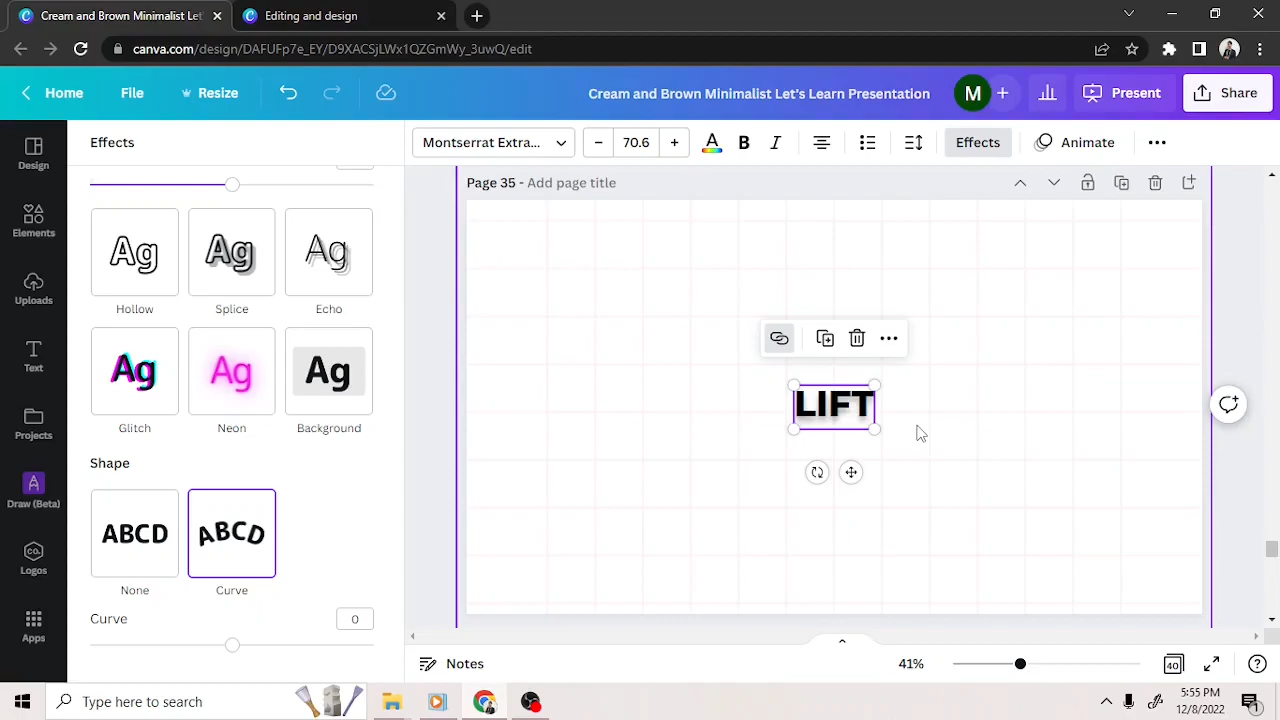 Cream and Brown Minimalist Let
Editing and design
canva.com/design/DAFUFp7e_EY/D9XACSjLWx1QZGmWy_3uwQ/edit
Home
File
Resize
Cream and Brown Minimalist Let's Learn Presentation
M
Present
Share
Design
Elements
Uploads
Text
Projects
Draw (Beta)
CO.
Logos
Apps
Effects
Montserrat Extra...
70.6
A
B
I
Effects
Animate
Page 35 - Add page title
Ag
Ag
Ag
Hollow
Splice
Echo
Ag
Ag
Ag
Glitch
Neon
Background
Shape
ABCD
ABCD
None
Curve
Curve
0
LIFT
Notes
41%
40
Type here to search
5:55 PM
12/8/2022
1